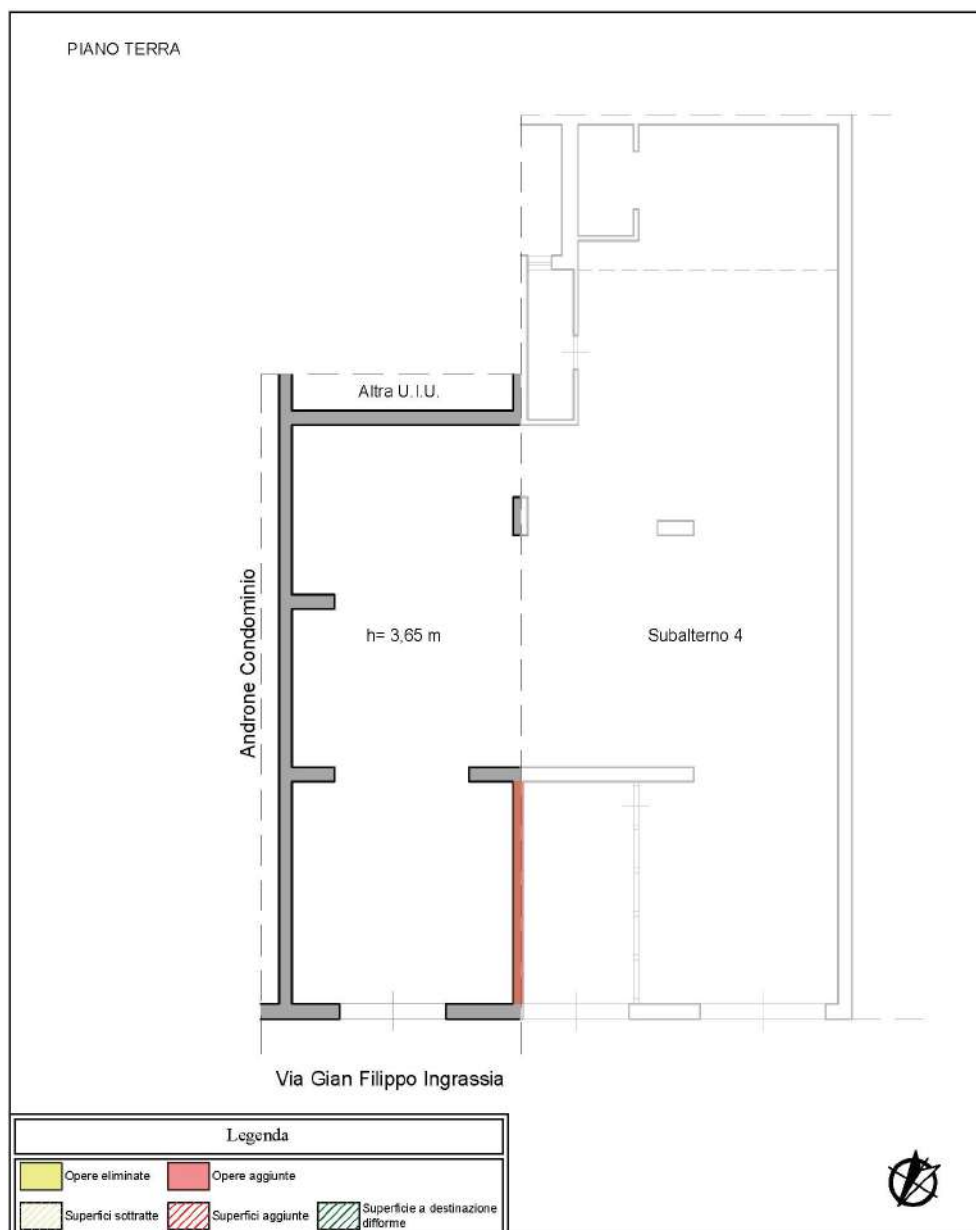 PIANO TERRA
Altra U.I.U.
Androne Condominio
h= 3,65 m
Subalterno 4
Via Gian Filippo Ingrassia
Legenda
Opere eliminate
Opere aggiunte
Superfici sottratte
Superfici aggiunte
Superficie a destinazione
difforme